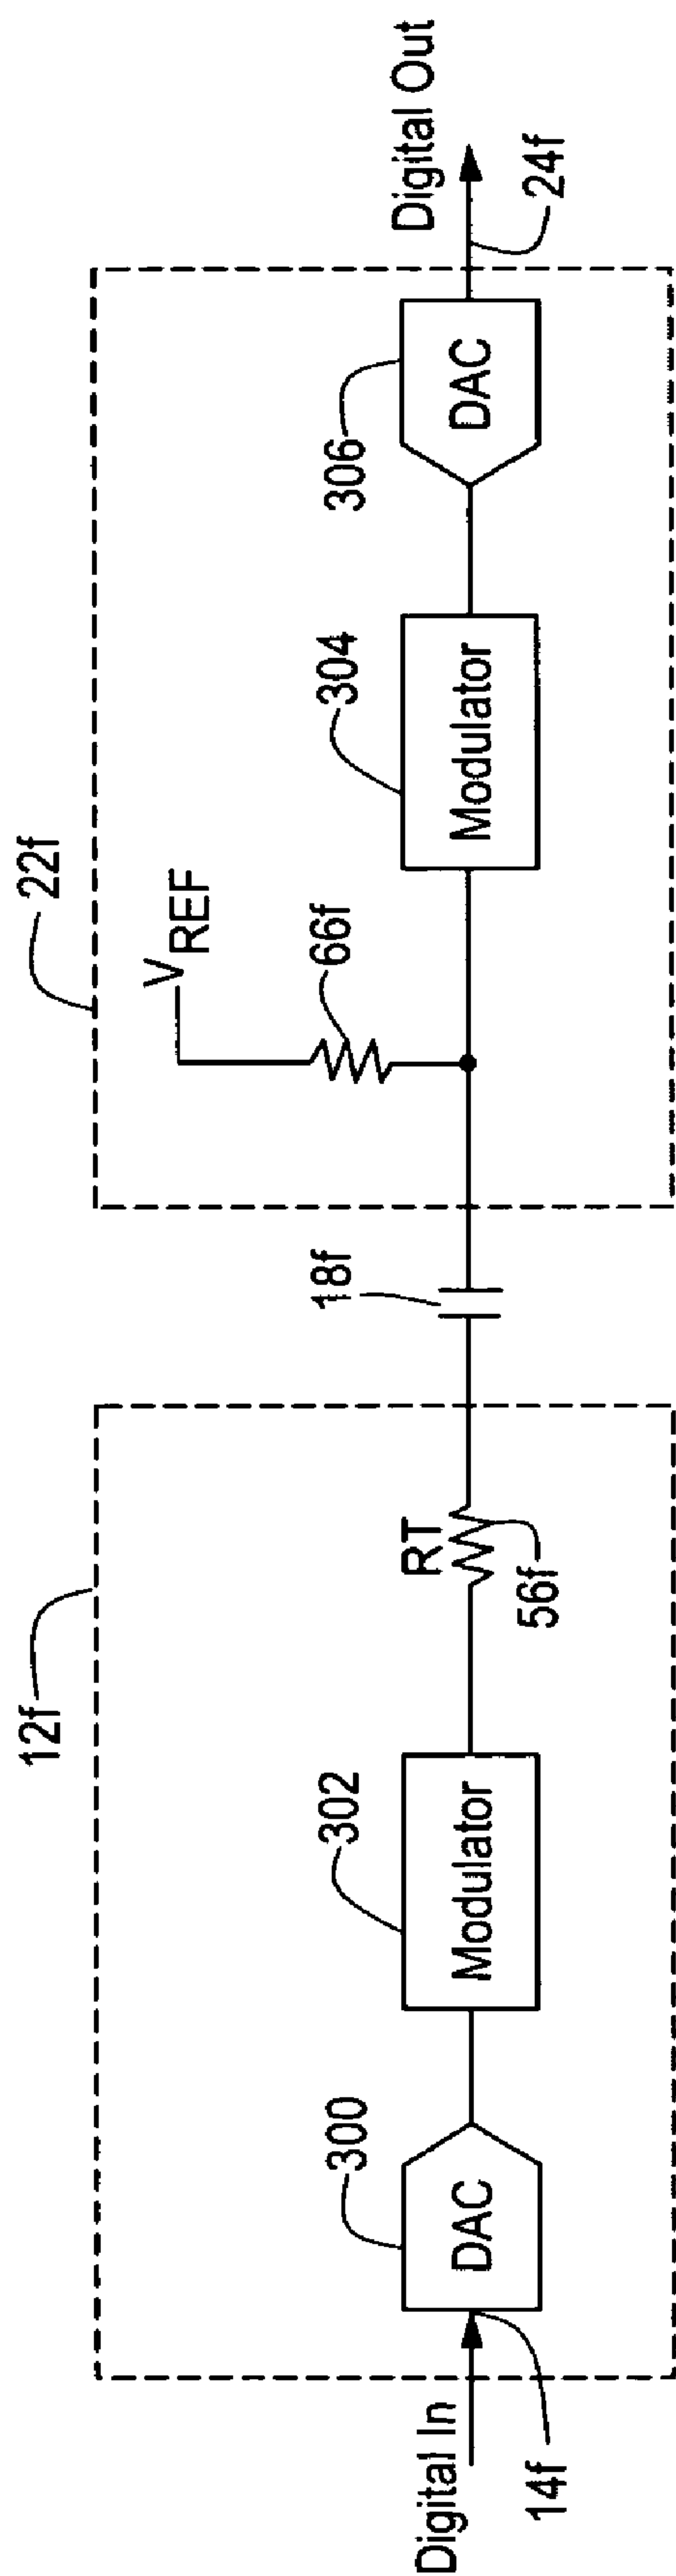 12f
22f
Digital In
14f
DAC
300
Modulator
302
RT
56f
18f
V
REF
66f
Modulator
304
DAC
306
Digital Out
24f